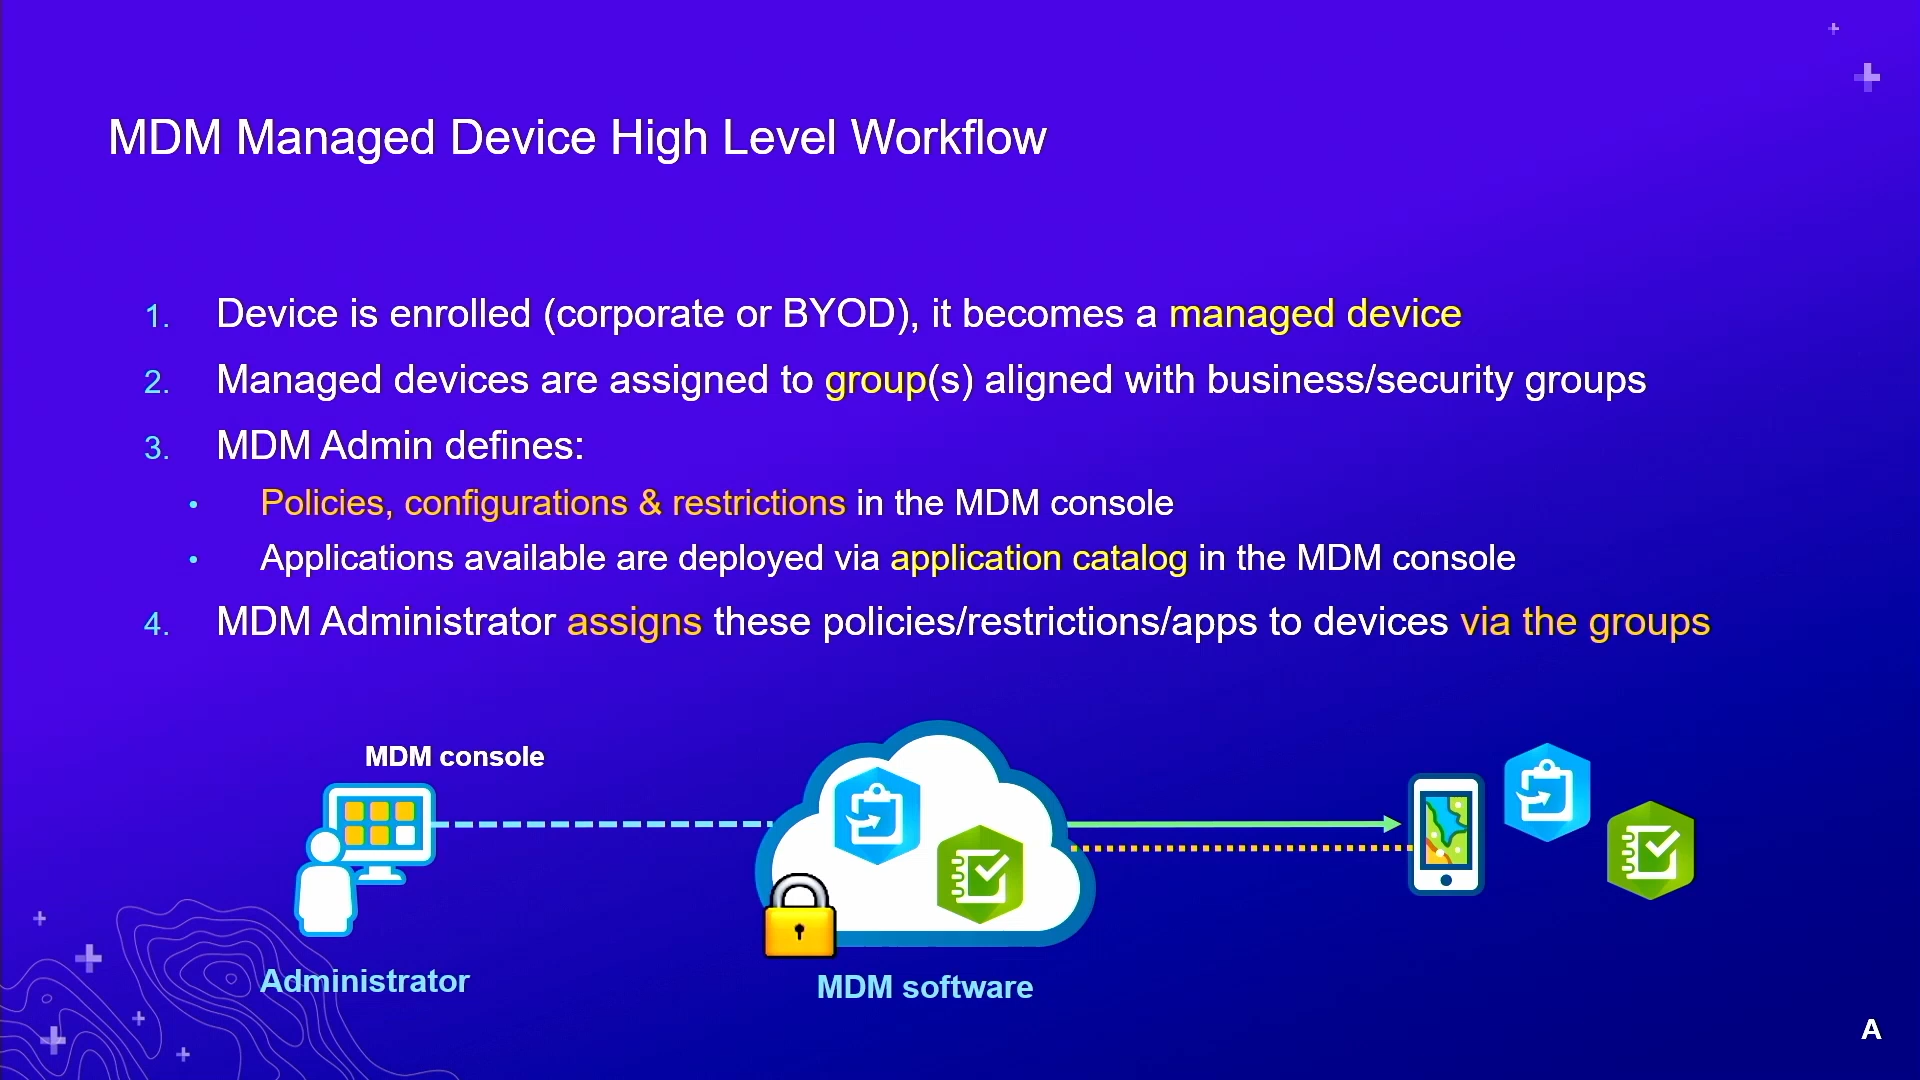 MDM Managed Device High Level Workflow
1. Device is enrolled (corporate or BYOD), it becomes a managed device
2. Managed devices are assigned to group(s) aligned with business/security groups
3. MDM Admin defines:
• Policies, configurations & restrictions in the MDM console
• Applications available are deployed via application catalog in the MDM console
4. MDM Administrator assigns these policies/restrictions/apps to devices via the groups
MDM console
Administrator
MDM software
A